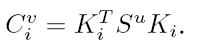 $C_i^v = K_i^T S^u K_i.$